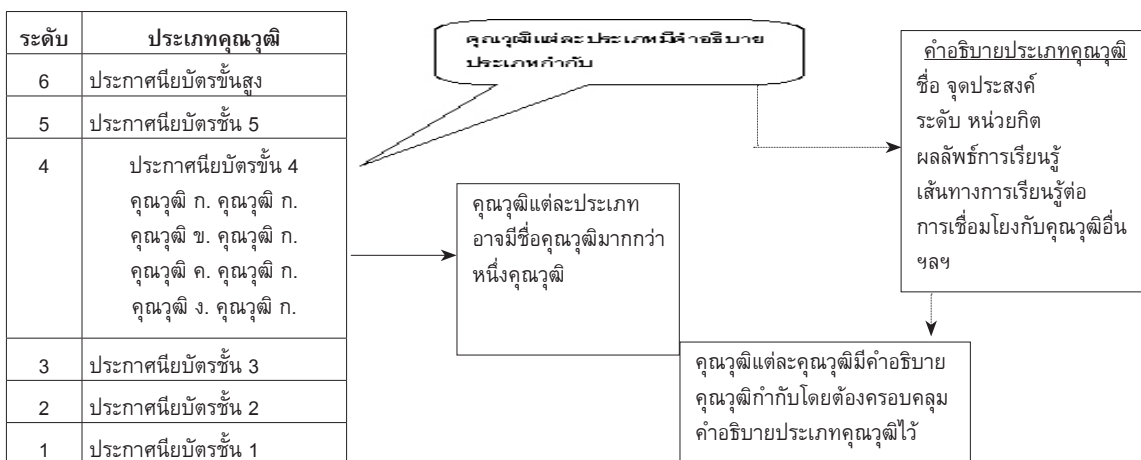 ระดับ ประเภทคุณวุฒิ
6 ประกาศนียบัตรขั้นสูง
5 ประกาศนียบัตรชั้น 5
4 ประกาศนียบัตรขั้น 4
คุณวุฒิ ก. คุณวุฒิ ก.
คุณวุฒิ ข. คุณวุฒิ ก.
คุณวุฒิ ค. คุณวุฒิ ก.
คุณวุฒิ ง. คุณวุฒิ ก.
3 ประกาศนียบัตรชั้น 3
2 ประกาศนียบัตรชั้น 2
1 ประกาศนียบัตรชั้น 1
คุณวุฒิแต่ละประเภทมีคำอธิบาย
ประเภทกำกับ
คุณวุฒิแต่ละประเภท
อาจมีชื่อคุณวุฒิมากกว่า
หนึ่งคุณวุฒิ
คำอธิบายประเภทคุณวุฒิ
ชื่อ จุดประสงค์
ระดับ หน่วยกิต
ผลลัพธ์การเรียนรู้
เส้นทางการเรียนรู้ต่อ
การเชื่อมโยงกับคุณวุฒิอื่น
ฯลฯ
คุณวุฒิแต่ละคุณวุฒิมีคำอธิบาย
คุณวุฒิกำกับโดยต้องครอบคลุม
คำอธิบายประเภทคุณวุฒิไว้